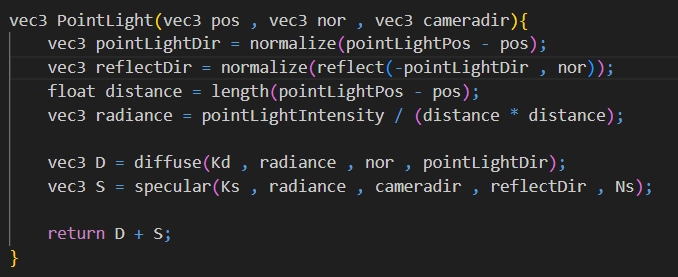 vec3 PointLight(vec3 pos , vec3 nor , vec3 cameradir){
    vec3 pointLightDir = normalize(pointLightPos - pos);
    vec3 reflectDir = normalize(reflect(-pointLightDir , nor));
    float distance = length(pointLightPos - pos);
    vec3 radiance = pointLightIntensity / (distance * distance);

    vec3 D = diffuse(Kd , radiance , nor , pointLightDir);
    vec3 S = specular(Ks , radiance , cameradir , reflectDir , Ns);

    return D + S;
}